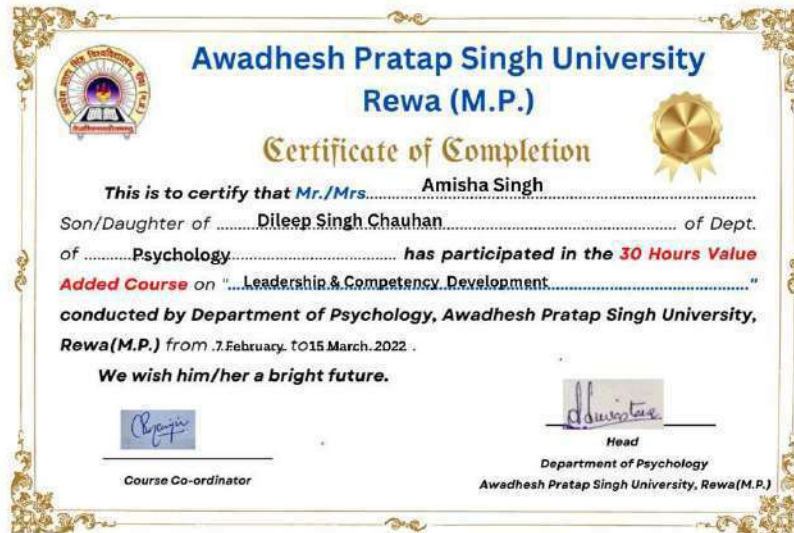 Awadhesh Pratap Singh University
Rewa (M.P.)
Certificate of Completion
This is to certify that Mr./Mrs.......Amisha Singh.......
Son/Daughter of .......Dileep Singh Chauhan....... of Dept.
of .......Psychology....... has participated in the 30 Hours Value
Added Course on "....Leadership & Competency Development......."
conducted by Department of Psychology, Awadhesh Pratap Singh University,
Rewa(M.P.) from .7.February. to15 March.2022 .
We wish him/her a bright future.
Course Co-ordinator
Head
Department of Psychology
Awadhesh Pratap Singh University, Rewa(M.P.)